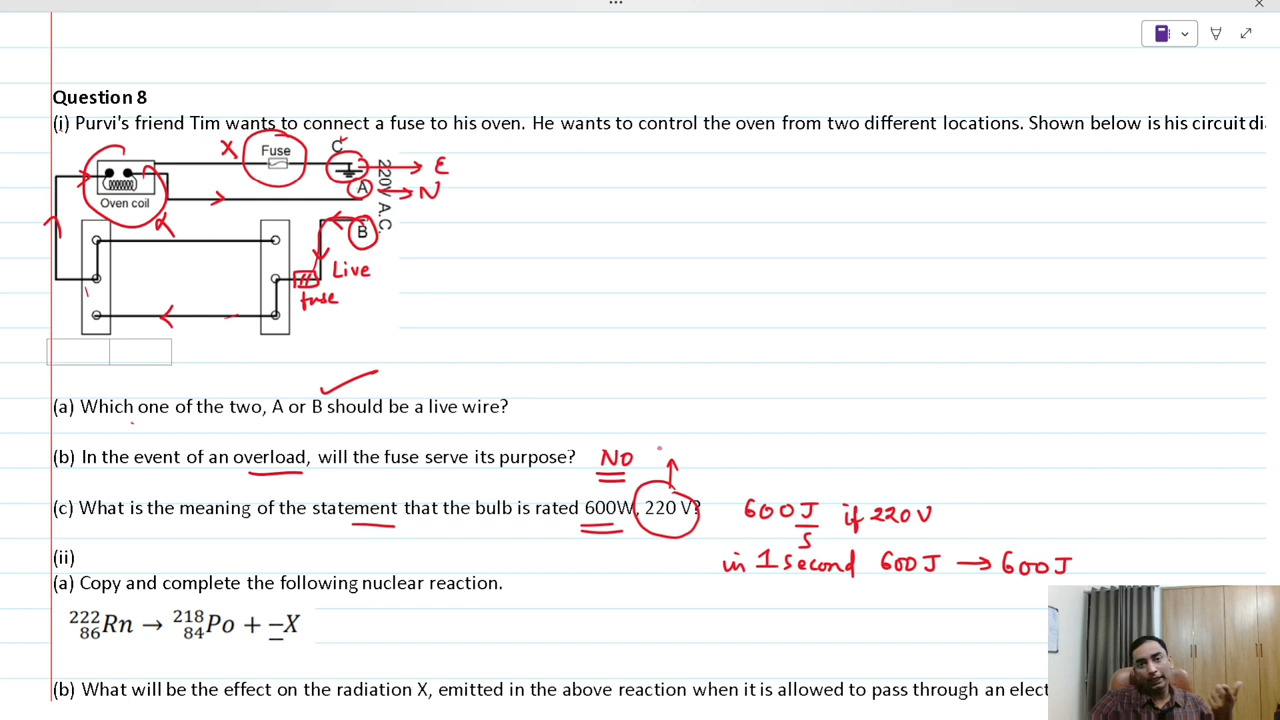 Question 8
(i) Purvi's friend Tim wants to connect a fuse to his oven. He wants to control the oven from two different locations. Shown below is his circuit di
X Fuse C E
A N
220V A.C.
Oven coil
B
Live
fuse
(a) Which one of the two, A or B should be a live wire?
(b) In the event of an overload, will the fuse serve its purpose? NO
(c) What is the meaning of the statement that the bulb is rated 600W, 220 V? 600J/s if 220V
in 1 second 600J → 600J
(ii)
(a) Copy and complete the following nuclear reaction.
²²²₈₆Rn → ²¹⁸₈₄Po + _X
(b) What will be the effect on the radiation X, emitted in the above reaction when it is allowed to pass through an elect